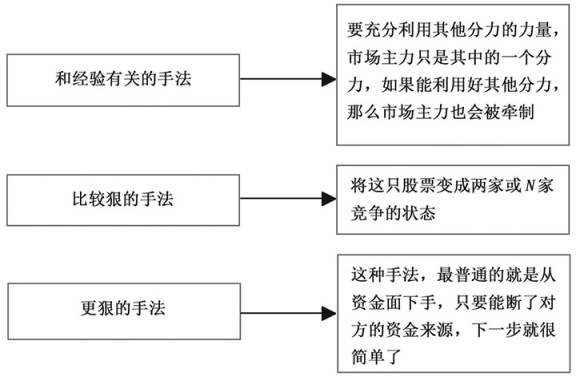 和经验有关的手法
要充分利用其他分力的力量，
市场主力只是其中的一个分
力，如果能利用好其他分力，
那么市场主力也会被牵制
比较狠的手法
将这只股票变成两家或N家
竞争的状态
更狠的手法
这种手法，最普通的就是从
资金面下手，只要能断了对
方的资金来源，下一步就很
简单了